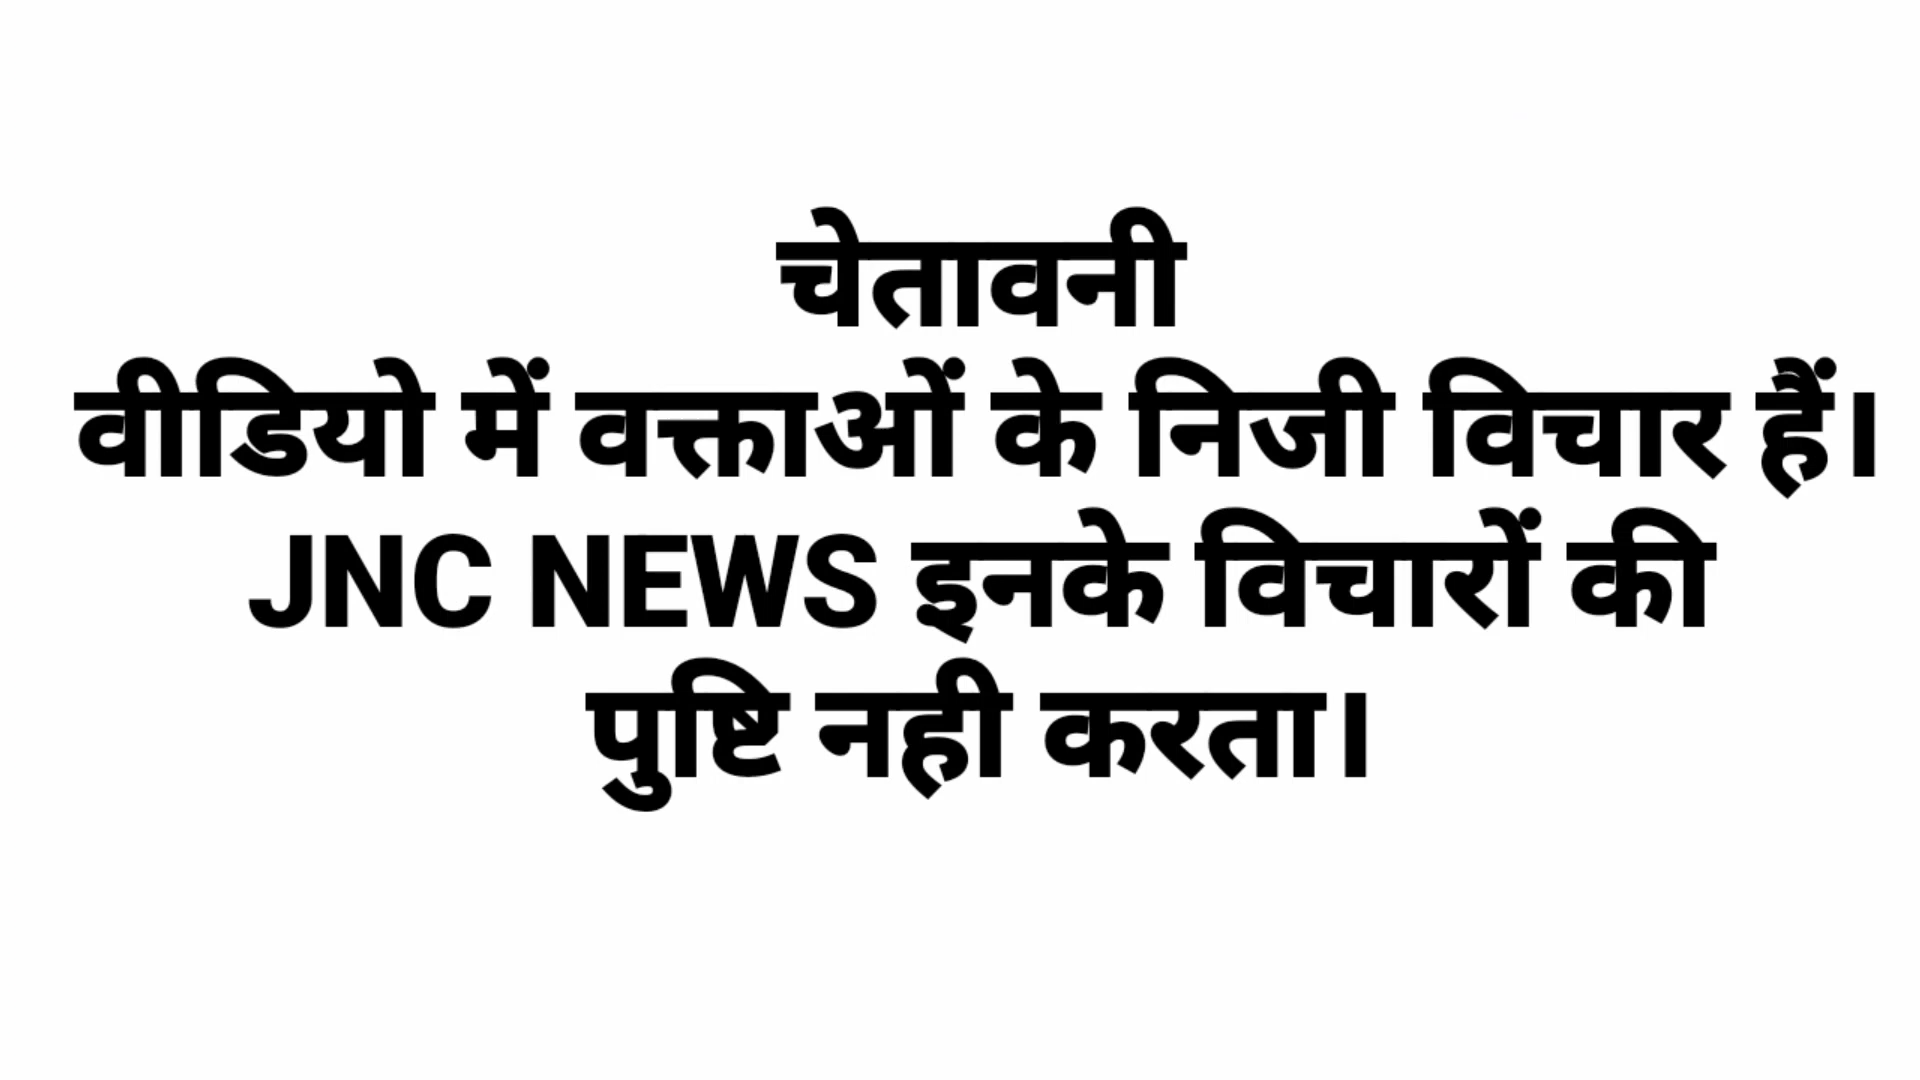 चेतावनी
वीडियो में वक्ताओं के निजी विचार हैं।
JNC NEWS इनके विचारों की
पुष्टि नही करता।